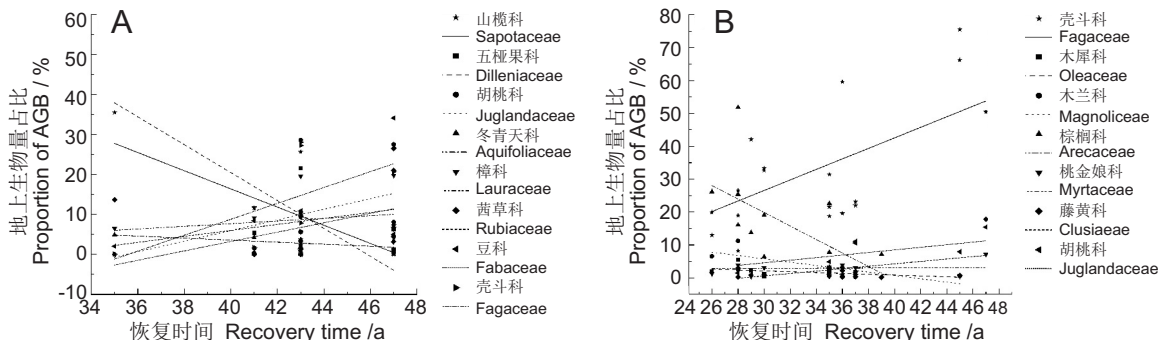 A
60
50
40
30
20
10
0
-10
34 36 38 40 42 44 46 48
地上生物量占比
Proportion of AGB / %
恢复时间 Recovery time /a
山榄科
Sapotaceae
五桠果科
Dilleniaceae
胡桃科
Juglandaceae
冬青天科
Aquifoliaceae
樟科
Lauraceae
茜草科
Rubiaceae
豆科
Fabaceae
壳斗科
Fagaceae
B
80
70
60
50
40
30
20
10
0
24 26 28 30 32 34 36 38 40 42 44 46 48
地上生物量占比
Proportion of AGB / %
恢复时间 Recovery time /a
壳斗科
Fagaceae
木犀科
Oleaceae
木兰科
Magnoliceae
棕榈科
Arecaceae
桃金娘科
Myrtaceae
藤黄科
Clusiaeae
胡桃科
Juglandaceae